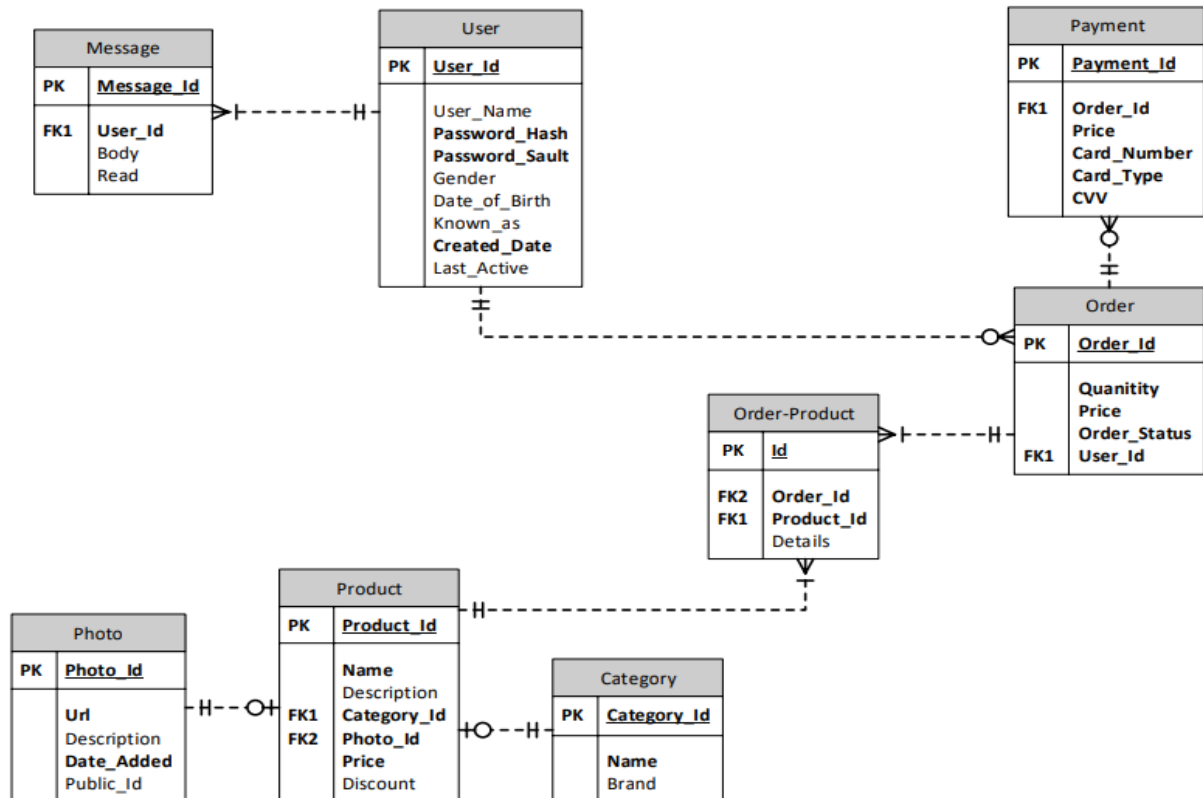 Message
PK Message_Id
FK1 User_Id
Body
Read
User
PK User_Id
User_Name
Password_Hash
Password_Sault
Gender
Date_of_Birth
Known_as
Created_Date
Last_Active
Payment
PK Payment_Id
FK1 Order_Id
Price
Card_Number
Card_Type
CVV
Order
PK Order_Id
Quanitity
Price
Order_Status
FK1 User_Id
Order-Product
PK Id
FK2 Order_Id
FK1 Product_Id
Details
Product
PK Product_Id
Name
Description
FK1 Category_Id
FK2 Photo_Id
Price
Discount
Photo
PK Photo_Id
Url
Description
Date_Added
Public_Id
Category
PK Category_Id
Name
Brand